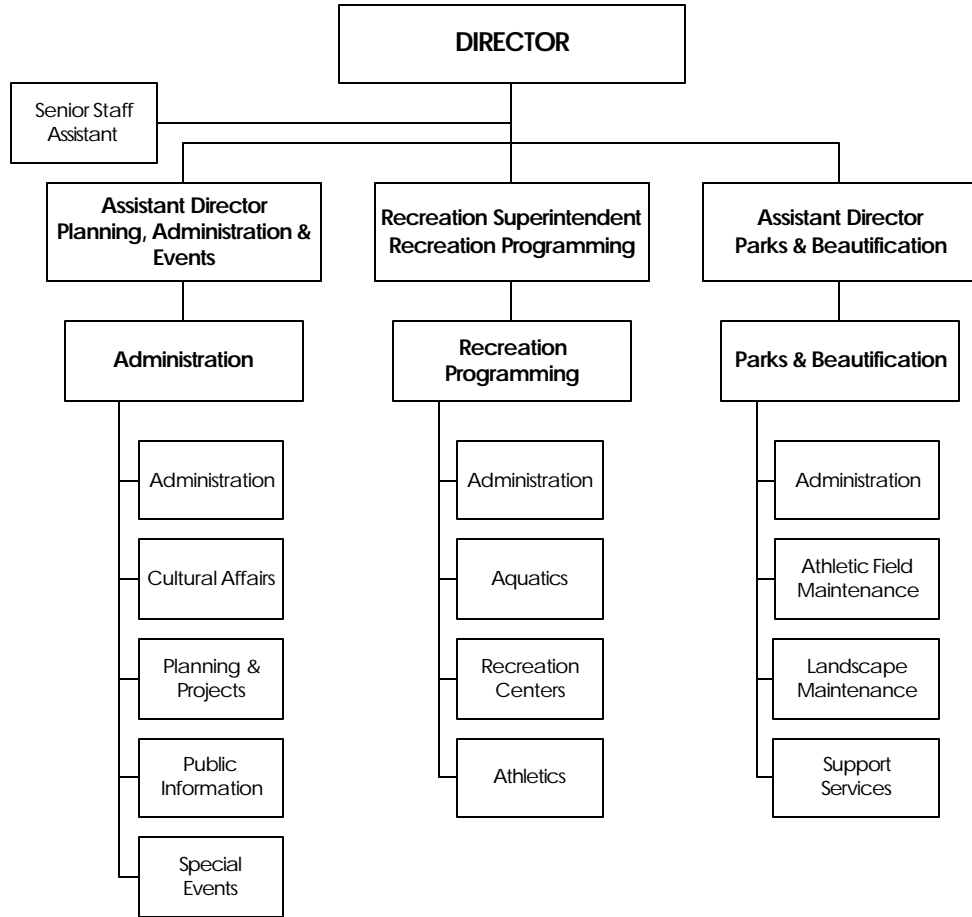 DIRECTOR
Senior Staff
Assistant
Assistant Director
Planning, Administration &
Events
Recreation Superintendent
Recreation Programming
Assistant Director
Parks & Beautification
Administration
Recreation
Programming
Parks & Beautification
Administration
Cultural Affairs
Planning &
Projects
Public
Information
Special
Events
Administration
Aquatics
Recreation
Centers
Athletics
Administration
Athletic Field
Maintenance
Landscape
Maintenance
Support
Services